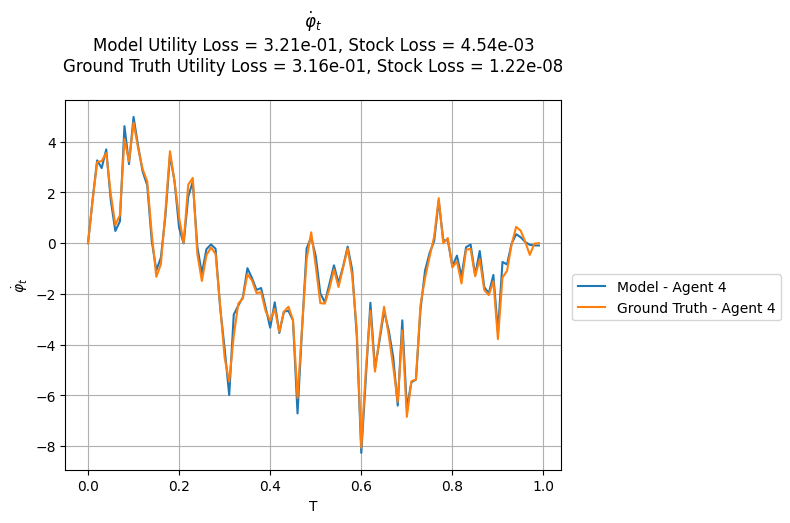 φ̇ₜ
Model Utility Loss = 3.21e-01, Stock Loss = 4.54e-03
Ground Truth Utility Loss = 3.16e-01, Stock Loss = 1.22e-08
4
2
0
−2
−4
−6
−8
φ̇ₜ
0.0 0.2 0.4 0.6 0.8 1.0
T
Model - Agent 4
Ground Truth - Agent 4